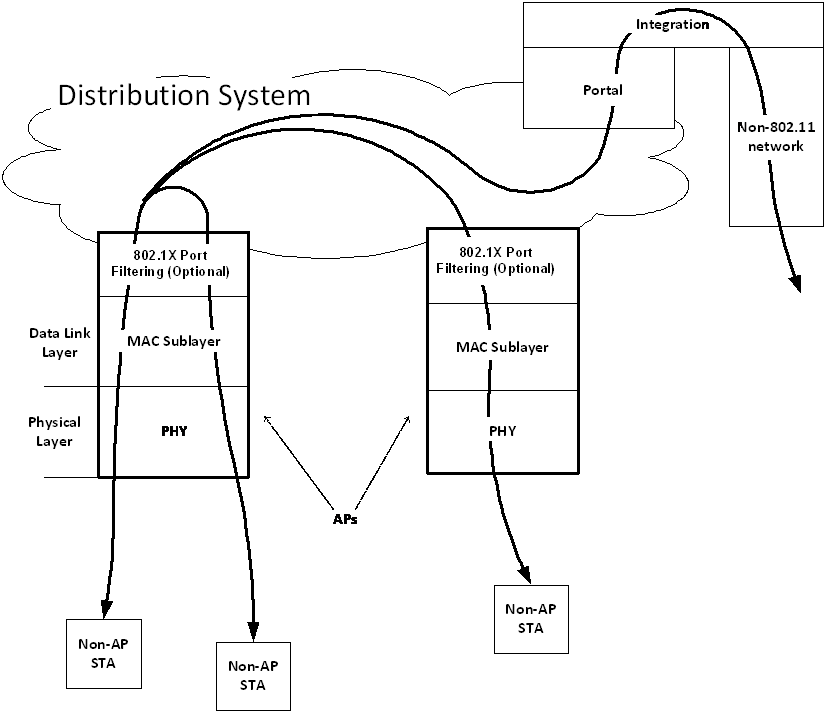 Integration
Distribution System
Portal
Non-802.11
network
802.1X Port
Filtering (Optional)
802.1X Port
Filtering (Optional)
Data Link
Layer
MAC Sublayer
MAC Sublayer
Physical
Layer
PHY
PHY
APs
Non-AP
STA
Non-AP
STA
Non-AP
STA